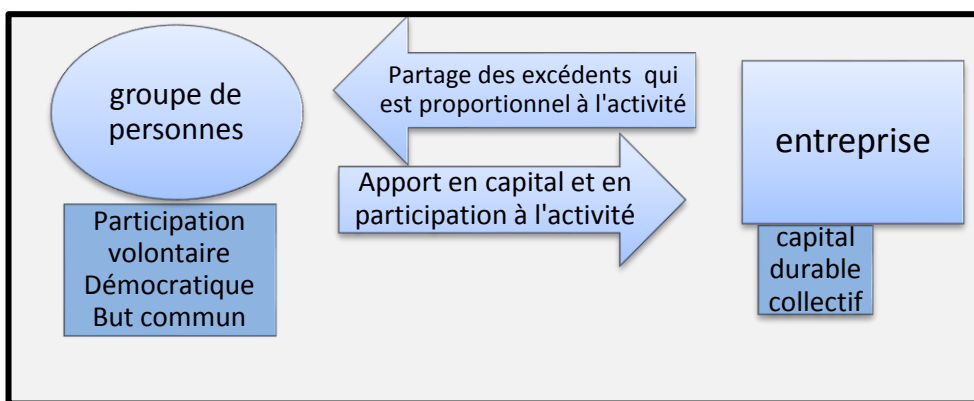 groupe de
personnes
Participation
volontaire
Démocratique
But commun
Partage des excédents qui
est proportionnel à l'activité
Apport en capital et en
participation à l'activité
entreprise
capital
durable
collectif